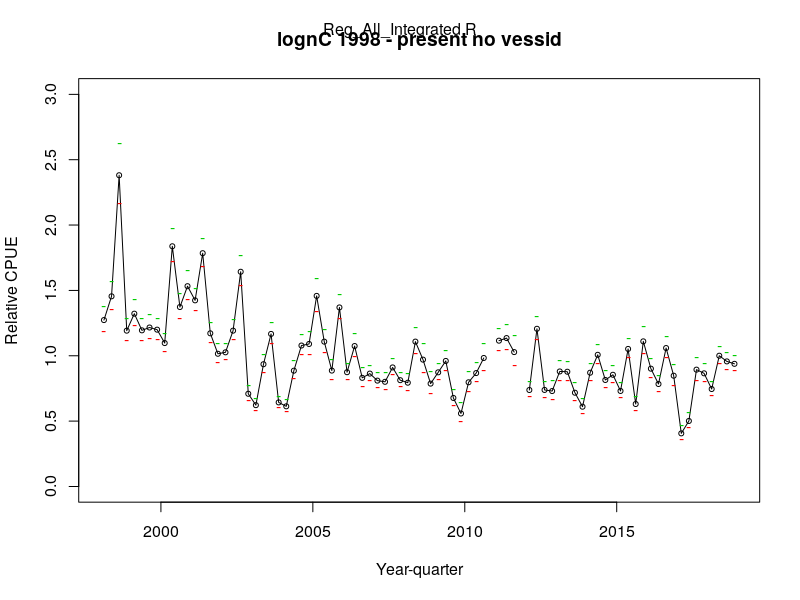 Reg_All_Integrated.R
lognC 1998 - present no vessid
3.0
2.5
2.0
1.5
1.0
0.5
0.0
Relative CPUE
2000 2005 2010 2015
Year-quarter